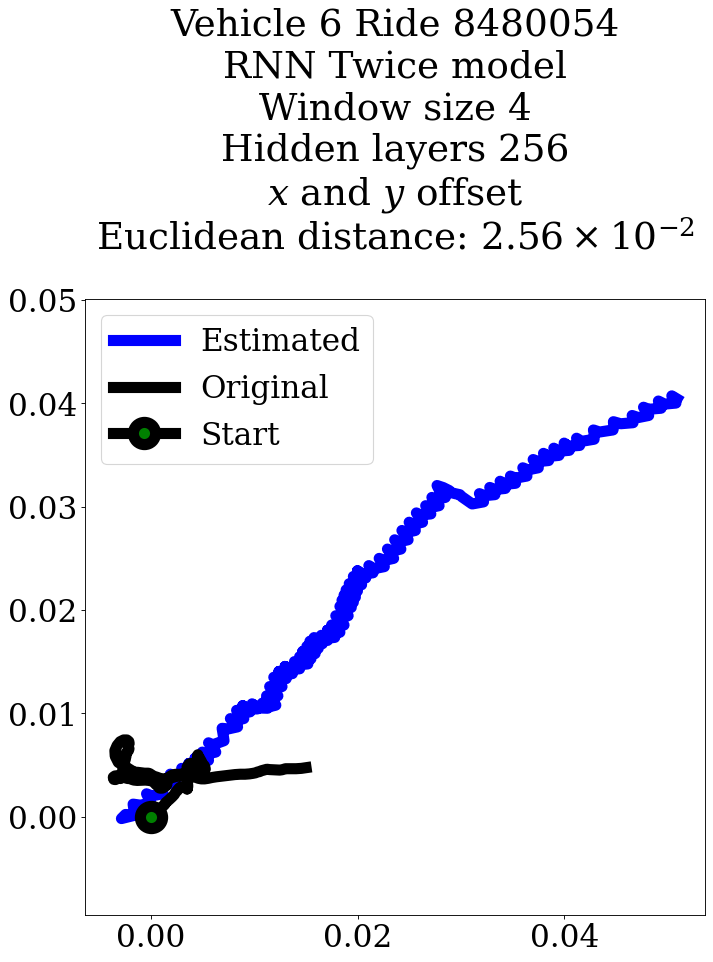 Vehicle 6 Ride 8480054
RNN Twice model
Window size 4
Hidden layers 256
x and y offset
Euclidean distance: 2.56 × 10⁻²
0.05
Estimated
Original
Start
0.04
0.03
0.02
0.01
0.00
0.00 0.02 0.04